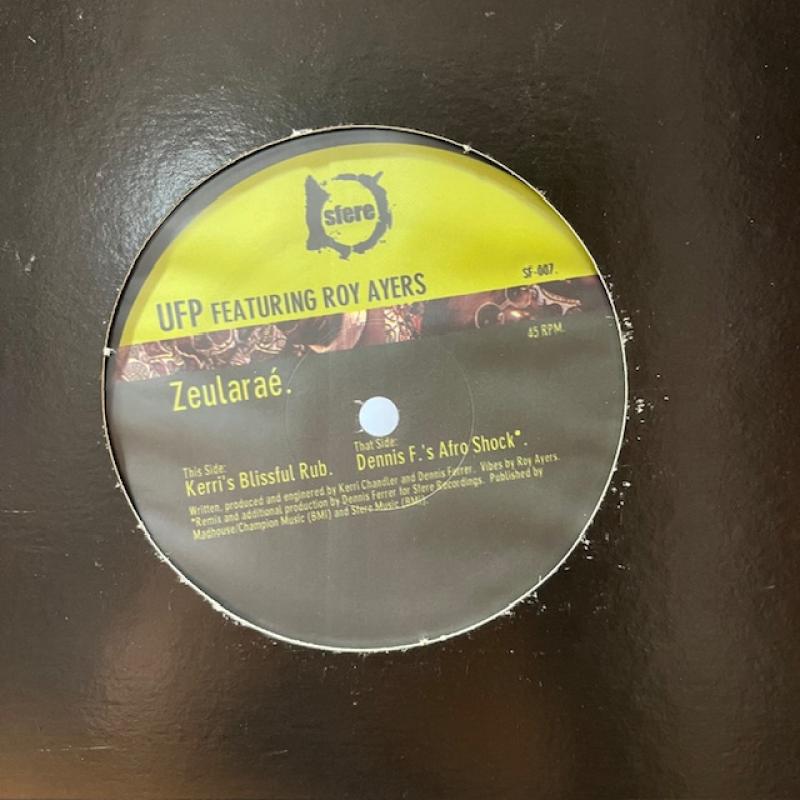 sfere
SF-007.
UFP FEATURING ROY AYERS
45 RPM.
Zeularaé.
This Side:
Kerri's Blissful Rub.
That Side:
Dennis F.'s Afro Shock*.
Written, produced and enginered by Kerri Chandler and Dennis Ferrer. Vibes by Roy Ayers.
*Remix and additional production by Dennis Ferrer for Sfere Recordings. Published by
Madhouse/Champion Music (BMI) and Sfere Music (BMI).